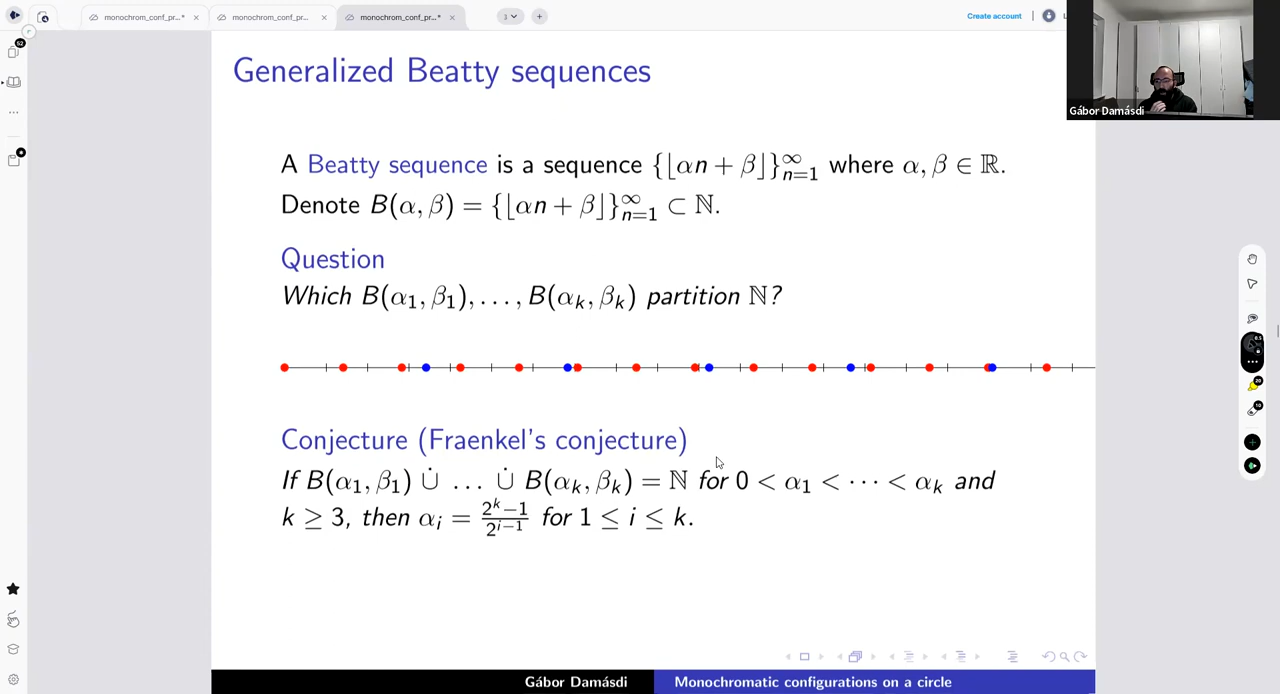 monochrom_conf_pr...* ×
monochrom_conf_pr... ×
monochrom_conf_pr...* ×
1
Create account
52
Gábor Damásdi
Generalized Beatty sequences
A Beatty sequence is a sequence {⌊αn + β⌋}_{n=1}^∞ where α, β ∈ ℝ.
Denote B(α, β) = {⌊αn + β⌋}_{n=1}^∞ ⊂ ℕ.
Question
Which B(α₁, β₁), . . . , B(αₖ, βₖ) partition ℕ?
Conjecture (Fraenkel's conjecture)
If B(α₁, β₁) ∪̇ . . . ∪̇ B(αₖ, βₖ) = ℕ for 0 < α₁ < · · · < αₖ and
k ≥ 3, then αᵢ = (2^k−1)/(2^{i−1}) for 1 ≤ i ≤ k.
Gábor Damásdi
Monochromatic configurations on a circle